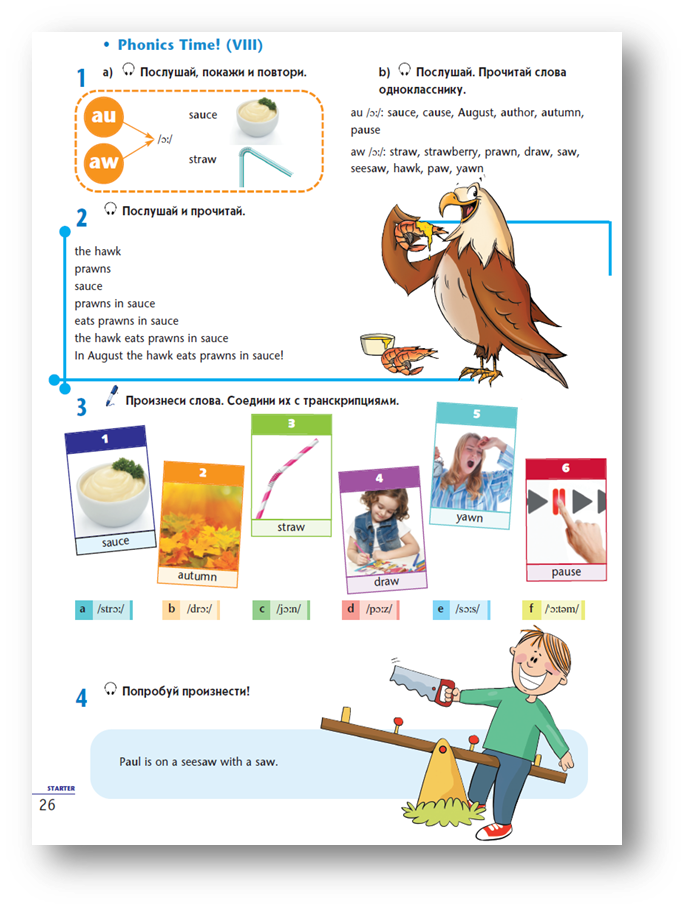 • Phonics Time! (VIII)
1
a) Послушай, покажи и повтори.
au
aw
/ɔː/
sauce
straw
b) Послушай. Прочитай слова
однокласснику.
au /ɔː/: sauce, cause, August, author, autumn,
pause
aw /ɔː/: straw, strawberry, prawn, draw, saw,
seesaw, hawk, paw, yawn
2
Послушай и прочитай.
the hawk
prawns
sauce
prawns in sauce
eats prawns in sauce
the hawk eats prawns in sauce
In August the hawk eats prawns in sauce!
3
Произнеси слова. Соедини их с транскрипциями.
1
sauce
2
autumn
3
straw
4
draw
5
yawn
6
pause
a /strɔː/
b /drɔː/
c /jɔːn/
d /pɔːz/
e /sɔːs/
f /ˈɔːtəm/
4
Попробуй произнести!
Paul is on a seesaw with a saw.
STARTER
26